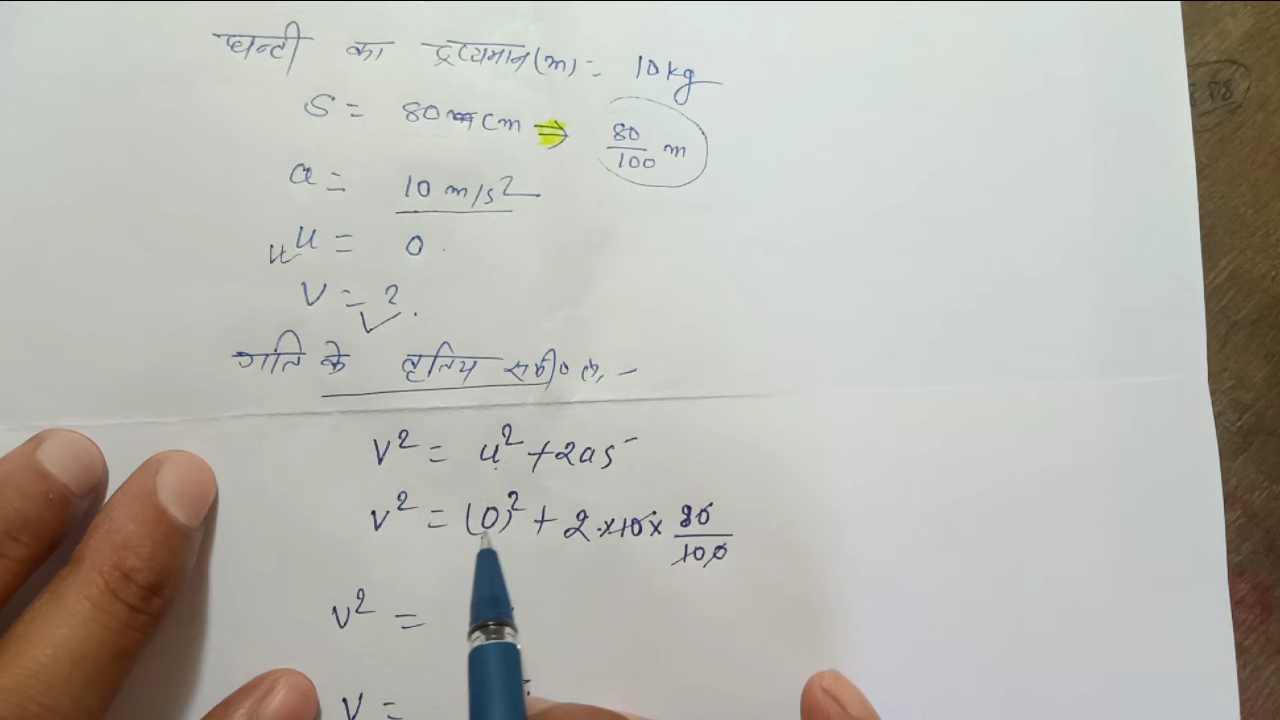 घन्टी का द्रव्यमान(m) = 10kg
S = 80 cm ⇒ 80/100 m
a = 10 m/s²
u = 0
v = ?
गति के तृतिय समी० से, -
v² = u² + 2as
v² = (0)² + 2×10× 80/100
v² =
v =